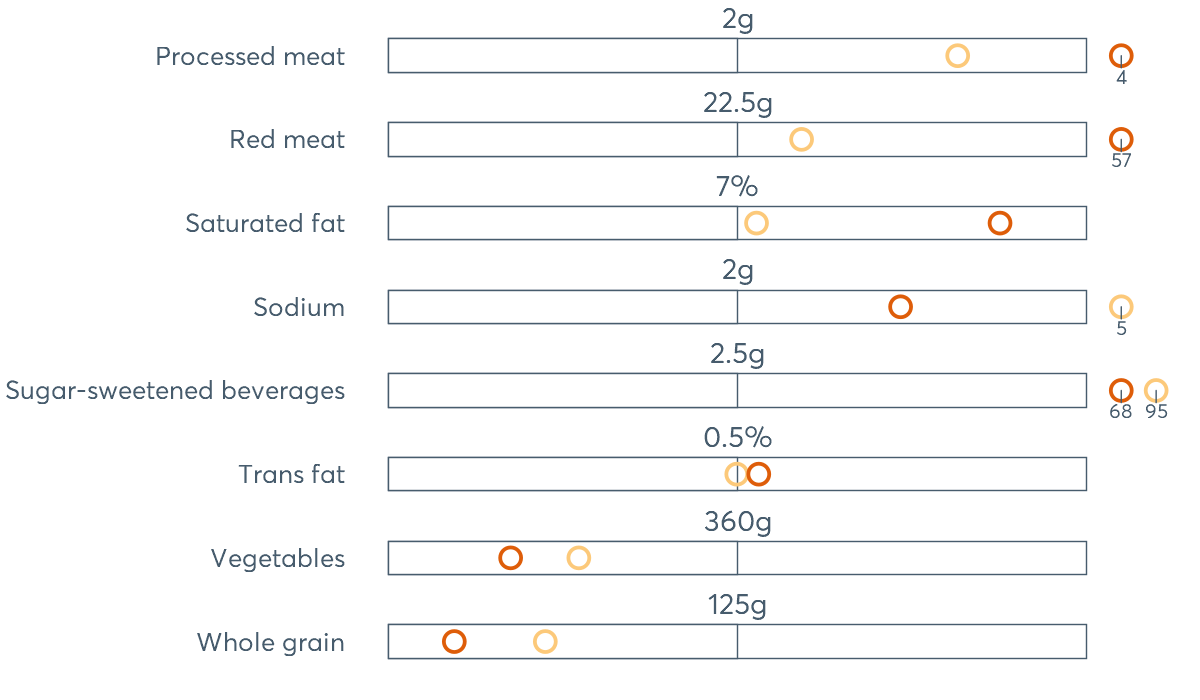 2g
Processed meat
4
22.5g
Red meat
57
7%
Saturated fat
2g
Sodium
5
2.5g
Sugar-sweetened beverages
68 95
0.5%
Trans fat
360g
Vegetables
125g
Whole grain